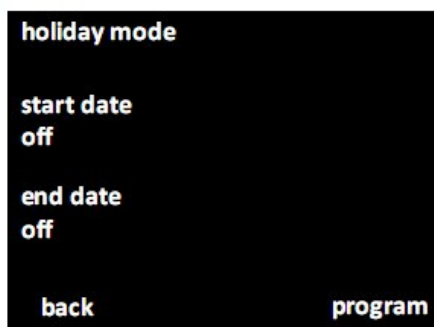 holiday mode
start date
off
end date
off
back program